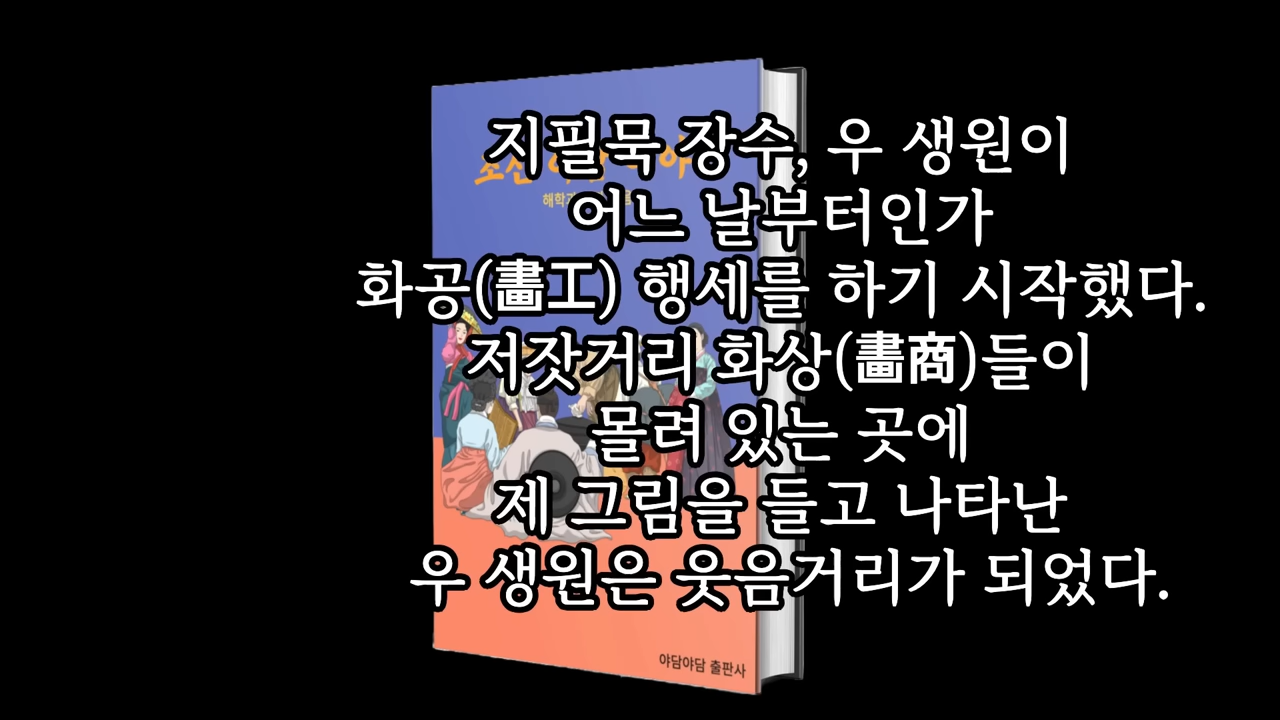 지필묵 장수, 우 생원이
어느 날부터인가
화공(畵工) 행세를 하기 시작했다.
저잣거리 화상(畵商)들이
몰려 있는 곳에
제 그림을 들고 나타난
우 생원은 웃음거리가 되었다.
야담야담 출판사